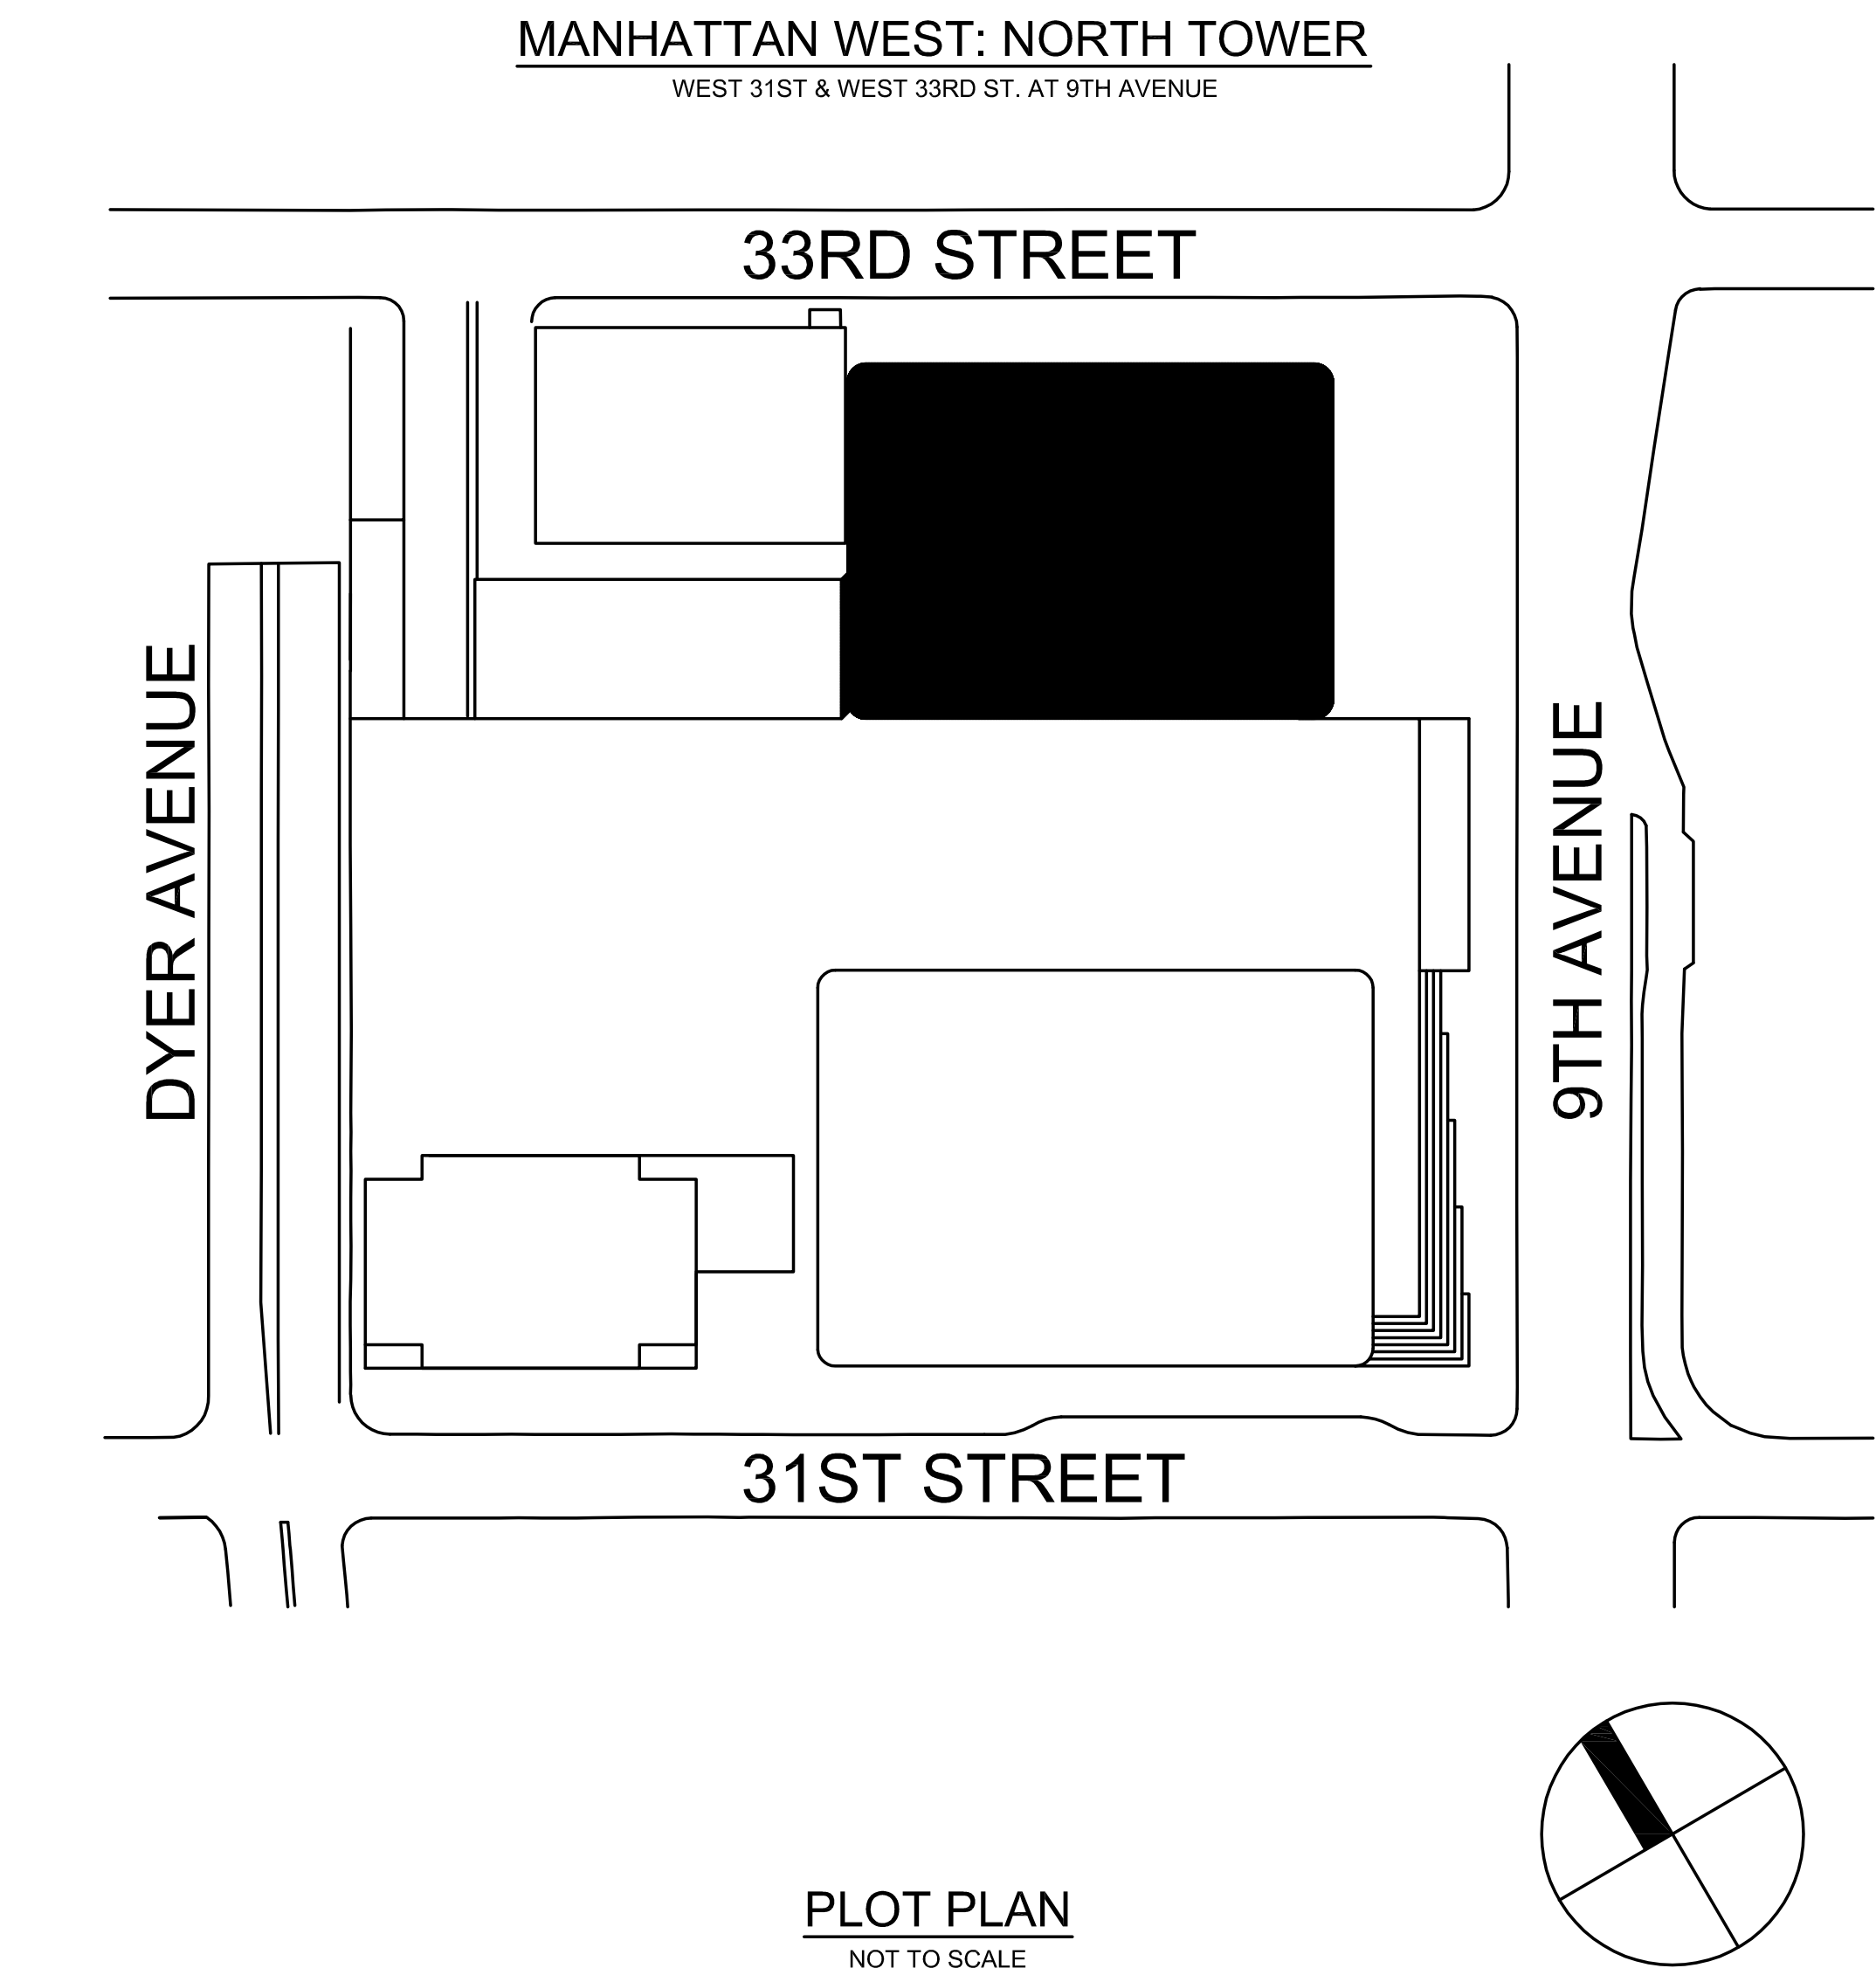 MANHATTAN WEST: NORTH TOWER
WEST 31ST & WEST 33RD ST. AT 9TH AVENUE
33RD STREET
DYER AVENUE
9TH AVENUE
31ST STREET
PLOT PLAN
NOT TO SCALE